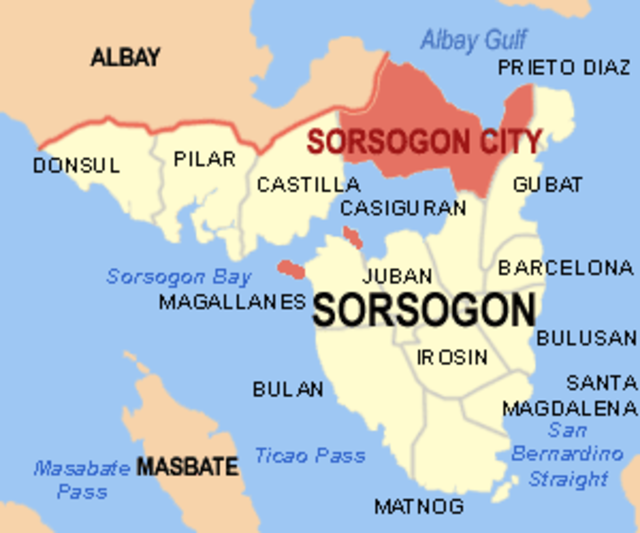 Albay Gulf
ALBAY
PRIETO DIAZ
SORSOGON CITY
DONSUL
PILAR
CASTILLA
GUBAT
CASIGURAN
Sorsogon Bay
JUBAN
BARCELONA
MAGALLANES
SORSOGON
BULUSAN
IROSIN
BULAN
SANTA
MAGDALENA
San
Bernardino
Straight
Ticao Pass
Masabate
Pass
MASBATE
MATNOG